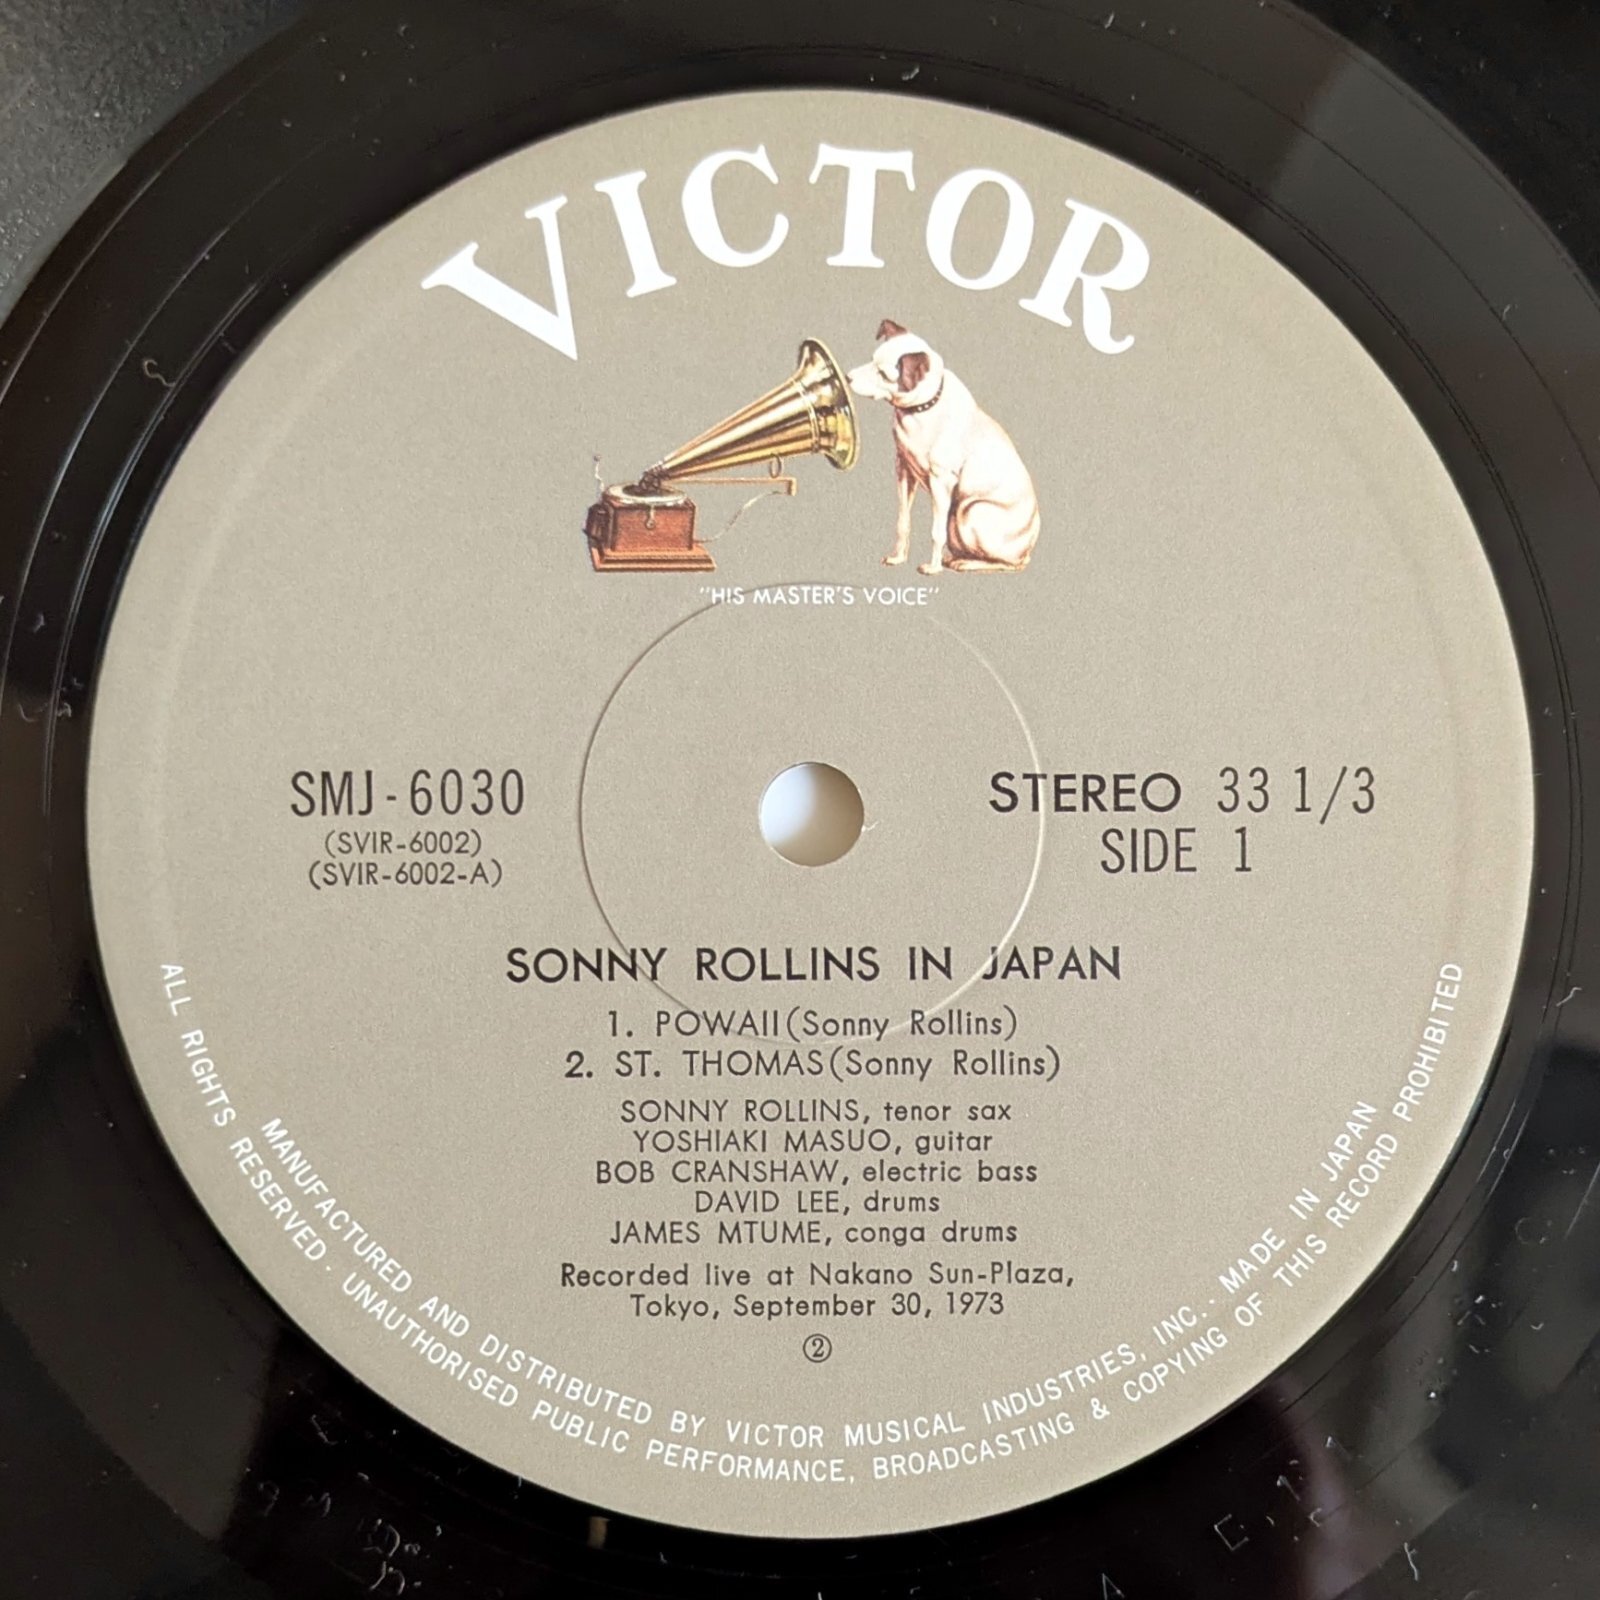 VICTOR
"HIS MASTER'S VOICE"
SMJ-6030
(SVIR-6002)
(SVIR-6002-A)
STEREO 33 1/3
SIDE 1
SONNY ROLLINS IN JAPAN
1. POWAII (Sonny Rollins)
2. ST. THOMAS (Sonny Rollins)
SONNY ROLLINS, tenor sax
YOSHIAKI MASUO, guitar
BOB CRANSHAW, electric bass
DAVID LEE, drums
JAMES MTUME, conga drums
Recorded live at Nakano Sun-Plaza,
Tokyo, September 30, 1973
②
MANUFACTURED AND DISTRIBUTED BY VICTOR MUSICAL INDUSTRIES, INC. · MADE IN JAPAN
ALL RIGHTS RESERVED · UNAUTHORISED PUBLIC PERFORMANCE, BROADCASTING & COPYING OF THIS RECORD PROHIBITED